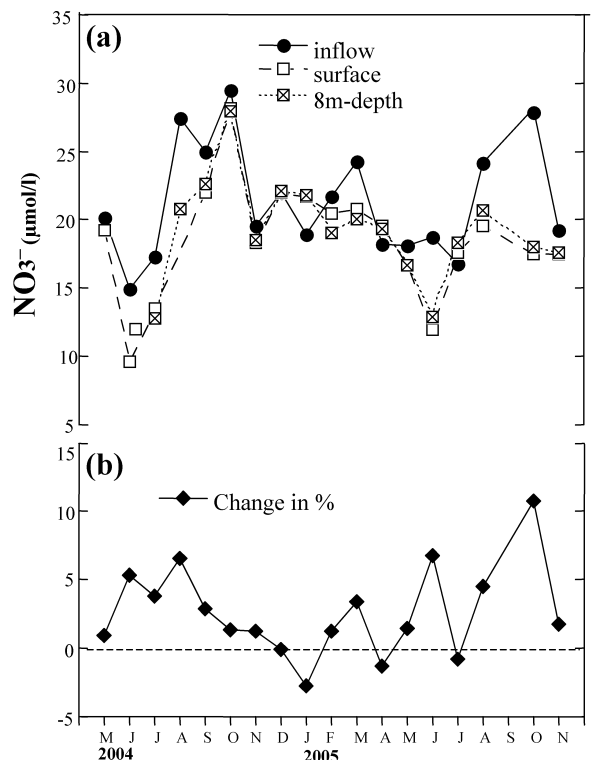 35
(a)
inflow
surface
8m-depth
30
25
20
15
10
5
NO3⁻ (μmol/l)
15
(b)
Change in %
10
5
0
-5
M J J A S O N D J F M A M J J A S O N
2004 2005